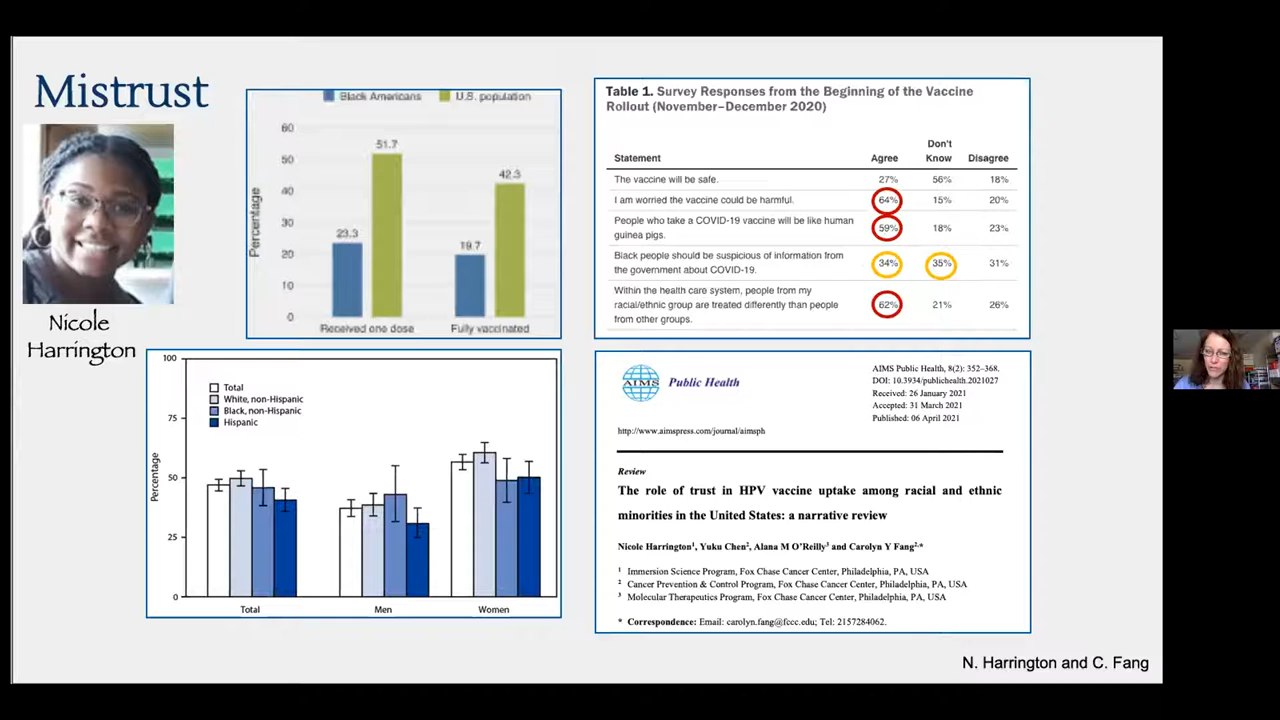 Mistrust
Nicole
Harrington
Black Americans U.S. population
60
50
40
30
20
10
0
Percentage
23.3
51.7
19.7
42.3
Received one dose Fully vaccinated
Table 1. Survey Responses from the Beginning of the Vaccine
Rollout (November–December 2020)
Don't
Statement Agree Know Disagree
The vaccine will be safe. 27% 56% 18%
I am worried the vaccine could be harmful. 64% 15% 20%
People who take a COVID-19 vaccine will be like human
guinea pigs. 59% 18% 23%
Black people should be suspicious of information from
the government about COVID-19. 34% 35% 31%
Within the health care system, people from my
racial/ethnic group are treated differently than people
from other groups. 62% 21% 26%
100
75
50
25
0
Percentage
Total
White, non-Hispanic
Black, non-Hispanic
Hispanic
Total Men Women
AIMS Public Health
AIMS Public Health, 8(2): 352–368.
DOI: 10.3934/publichealth.2021027
Received: 26 January 2021
Accepted: 31 March 2021
Published: 06 April 2021
http://www.aimspress.com/journal/aimsph
Review
The role of trust in HPV vaccine uptake among racial and ethnic
minorities in the United States: a narrative review
Nicole Harrington1, Yuku Chen2, Alana M O'Reilly3 and Carolyn Y Fang2,*
1 Immersion Science Program, Fox Chase Cancer Center, Philadelphia, PA, USA
2 Cancer Prevention & Control Program, Fox Chase Cancer Center, Philadelphia, PA, USA
3 Molecular Therapeutics Program, Fox Chase Cancer Center, Philadelphia, PA, USA
* Correspondence: Email: carolyn.fang@fccc.edu; Tel: 2157284062.
N. Harrington and C. Fang